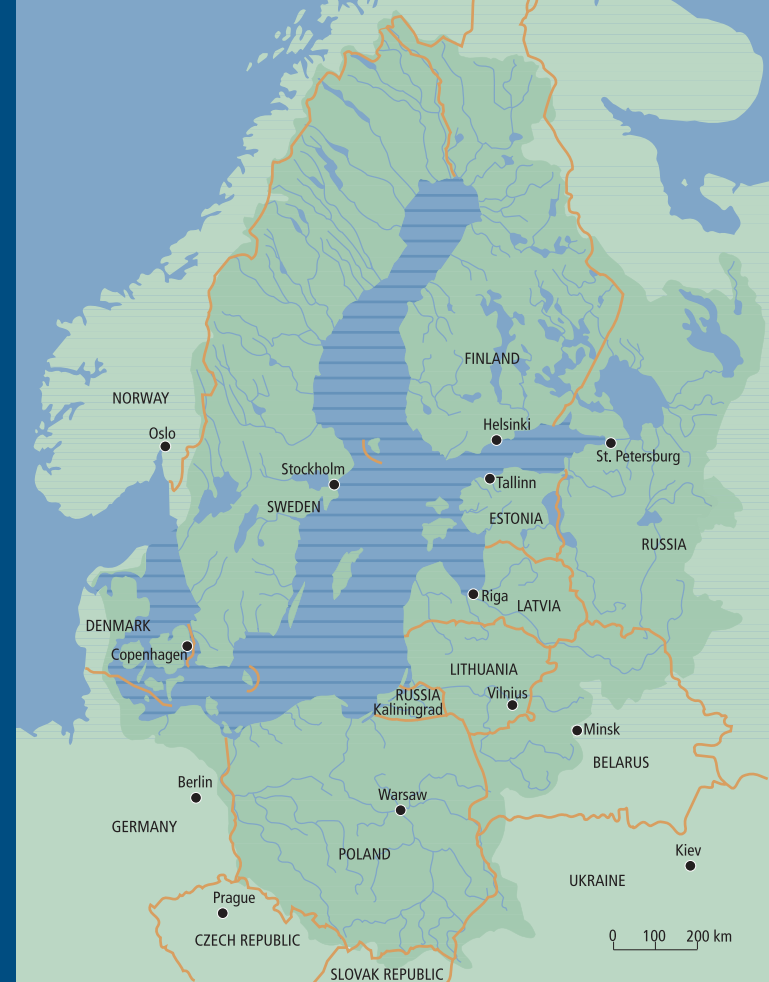 FINLAND
NORWAY
Helsinki
Oslo
St. Petersburg
Stockholm
Tallinn
SWEDEN
ESTONIA
RUSSIA
Riga
LATVIA
DENMARK
Copenhagen
LITHUANIA
RUSSIA
Kaliningrad
Vilnius
Minsk
BELARUS
Berlin
Warsaw
GERMANY
POLAND
Kiev
UKRAINE
Prague
CZECH REPUBLIC
0 100 200 km
SLOVAK REPUBLIC